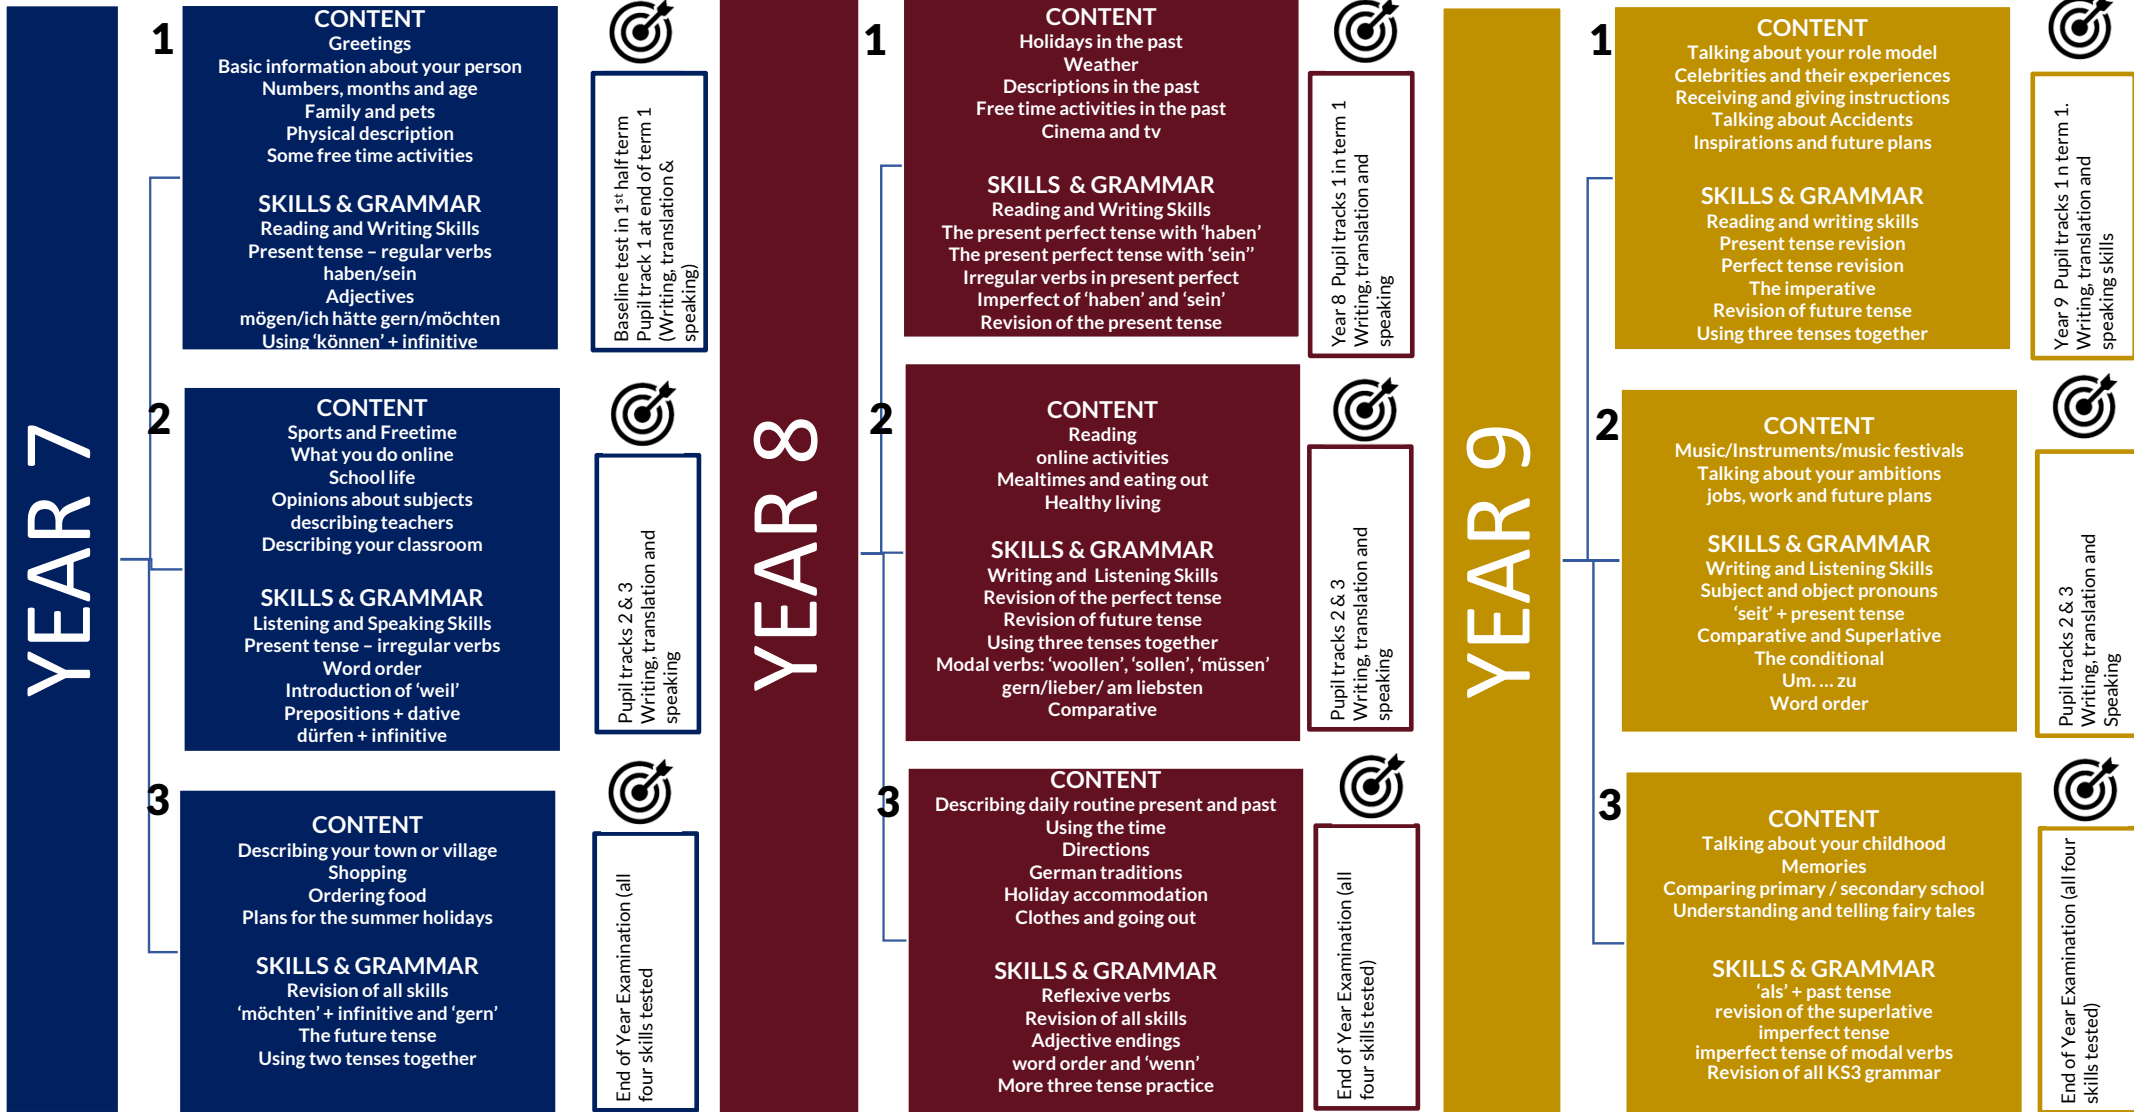 YEAR 7
1
CONTENT
Greetings
Basic information about your person
Numbers, months and age
Family and pets
Physical description
Some free time activities
SKILLS & GRAMMAR
Reading and Writing Skills
Present tense – regular verbs
haben/sein
Adjectives
mögen/ich hätte gern/möchten
Using ‘können’ + infinitive
Baseline test in 1st half term
Pupil track 1 at end of term 1
(Writing, translation &
speaking)
2
CONTENT
Sports and Freetime
What you do online
School life
Opinions about subjects
describing teachers
Describing your classroom
SKILLS & GRAMMAR
Listening and Speaking Skills
Present tense – irregular verbs
Word order
Introduction of ‘weil’
Prepositions + dative
dürfen + infinitive
Pupil tracks 2 & 3
Writing, translation and
speaking
3
CONTENT
Describing your town or village
Shopping
Ordering food
Plans for the summer holidays
SKILLS & GRAMMAR
Revision of all skills
‘möchten’ + infinitive and ‘gern’
The future tense
Using two tenses together
End of Year Examination (all
four skills tested
YEAR 8
1
CONTENT
Holidays in the past
Weather
Descriptions in the past
Free time activities in the past
Cinema and tv
SKILLS & GRAMMAR
Reading and Writing Skills
The present perfect tense with ‘haben’
The present perfect tense with ‘sein’’
Irregular verbs in present perfect
Imperfect of ‘haben’ and ‘sein’
Revision of the present tense
Year 8 Pupil tracks 1 in term 1
Writing, translation and
speaking
2
CONTENT
Reading
online activities
Mealtimes and eating out
Healthy living
SKILLS & GRAMMAR
Writing and Listening Skills
Revision of the perfect tense
Revision of future tense
Using three tenses together
Modal verbs: ‘woollen’, ‘sollen’, ‘müssen’
gern/lieber/ am liebsten
Comparative
Pupil tracks 2 & 3
Writing, translation and
speaking
3
CONTENT
Describing daily routine present and past
Using the time
Directions
German traditions
Holiday accommodation
Clothes and going out
SKILLS & GRAMMAR
Reflexive verbs
Revision of all skills
Adjective endings
word order and ‘wenn’
More three tense practice
End of Year Examination (all
four skills tested)
YEAR 9
1
CONTENT
Talking about your role model
Celebrities and their experiences
Receiving and giving instructions
Talking about Accidents
Inspirations and future plans
SKILLS & GRAMMAR
Reading and writing skills
Present tense revision
Perfect tense revision
The imperative
Revision of future tense
Using three tenses together
Year 9 Pupil tracks 1 n term 1.
Writing, translation and
speaking skills
2
CONTENT
Music/Instruments/music festivals
Talking about your ambitions
jobs, work and future plans
SKILLS & GRAMMAR
Writing and Listening Skills
Subject and object pronouns
‘seit’ + present tense
Comparative and Superlative
The conditional
Um. ... zu
Word order
Pupil tracks 2 & 3
Writing, translation and
Speaking
3
CONTENT
Talking about your childhood
Memories
Comparing primary / secondary school
Understanding and telling fairy tales
SKILLS & GRAMMAR
‘als’ + past tense
revision of the superlative
imperfect tense
imperfect tense of modal verbs
Revision of all KS3 grammar
End of Year Examination (all four
skills tested)